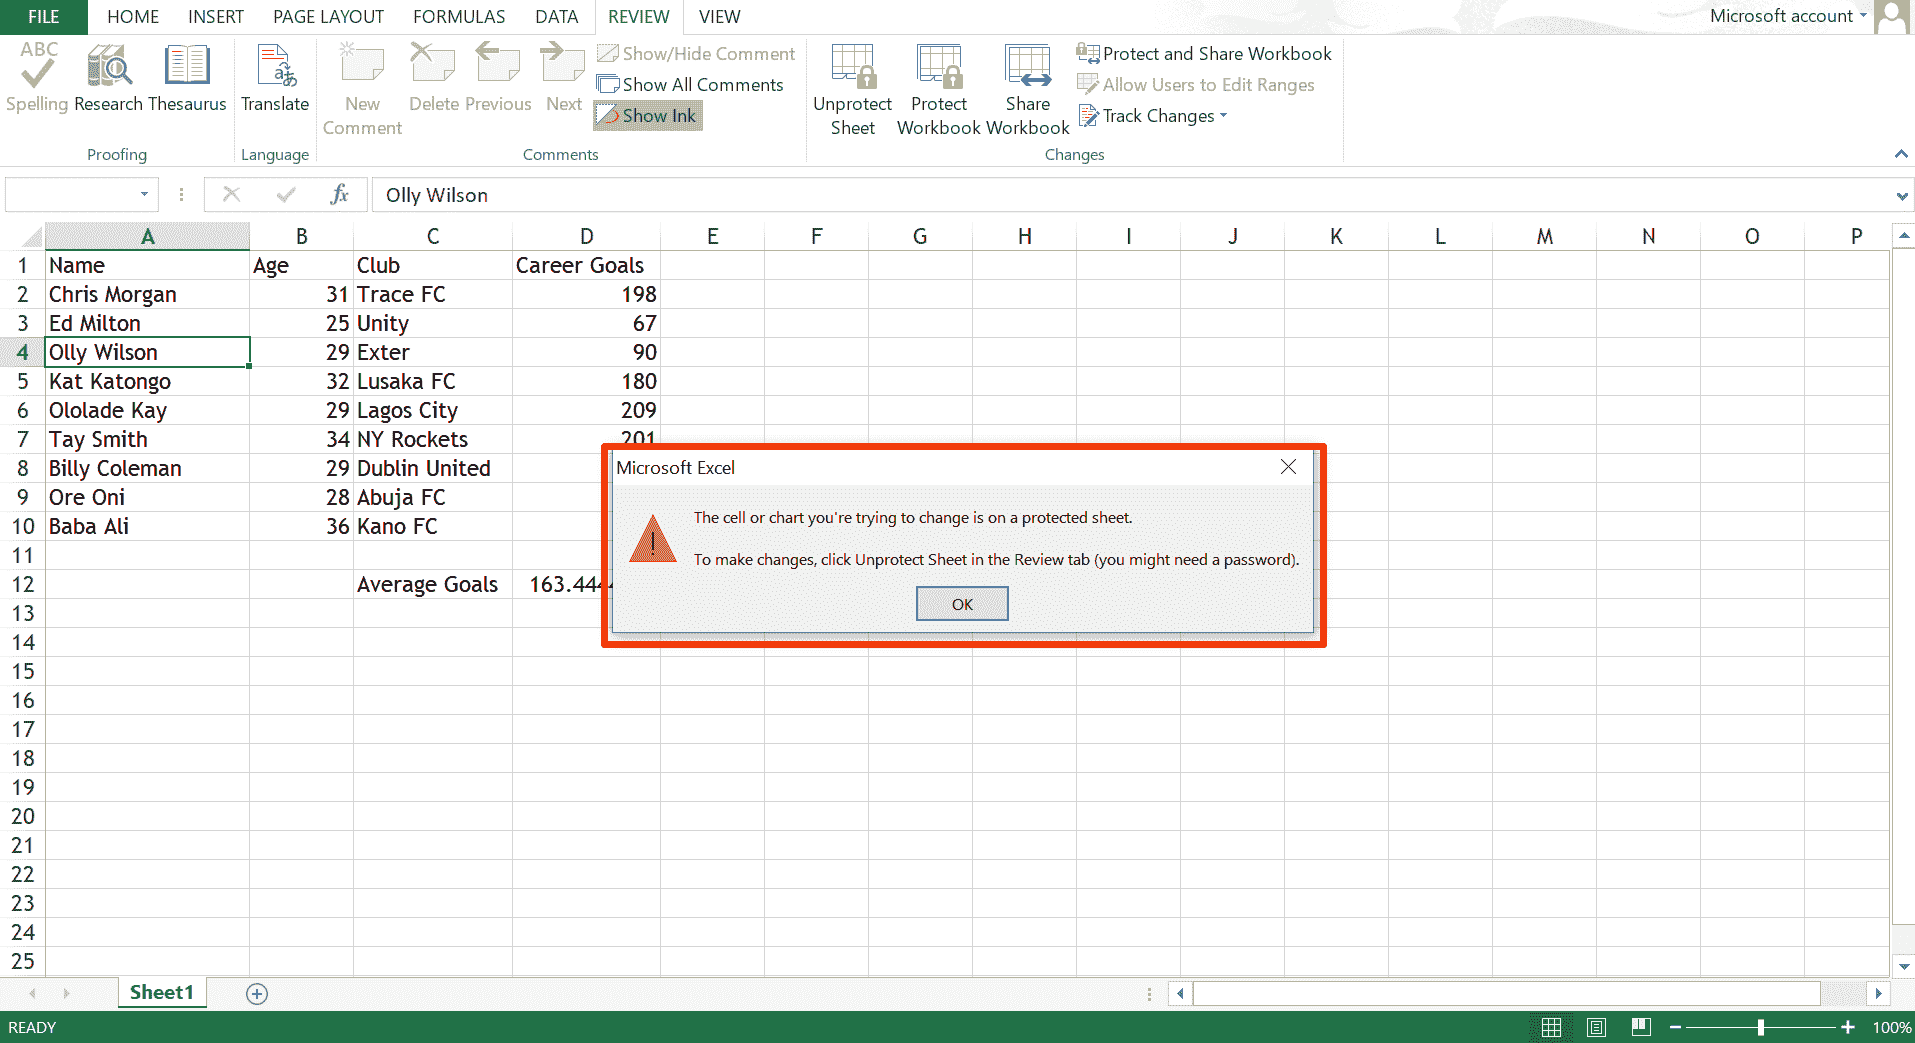 FILE HOME INSERT PAGE LAYOUT FORMULAS DATA REVIEW VIEW Microsoft account
ABC
Spelling Research Thesaurus Translate New Comment Delete Previous Next Show/Hide Comment
Show All Comments
Show Ink
Unprotect Sheet Protect Workbook Share Workbook Protect and Share Workbook
Allow Users to Edit Ranges
Track Changes
Proofing Language Comments Changes
fx Olly Wilson
A B C D E F G H I J K L M N O P
1 Name Age Club Career Goals
2 Chris Morgan 31 Trace FC 198
3 Ed Milton 25 Unity 67
4 Olly Wilson 29 Exter 90
5 Kat Katongo 32 Lusaka FC 180
6 Ololade Kay 29 Lagos City 209
7 Tay Smith 34 NY Rockets 201
8 Billy Coleman 29 Dublin United
9 Ore Oni 28 Abuja FC
10 Baba Ali 36 Kano FC
11
12 Average Goals 163.444
13
14
15
16
17
18
19
20
21
22
23
24
25
Microsoft Excel
The cell or chart you're trying to change is on a protected sheet.
To make changes, click Unprotect Sheet in the Review tab (you might need a password).
OK
Sheet1
READY 100%